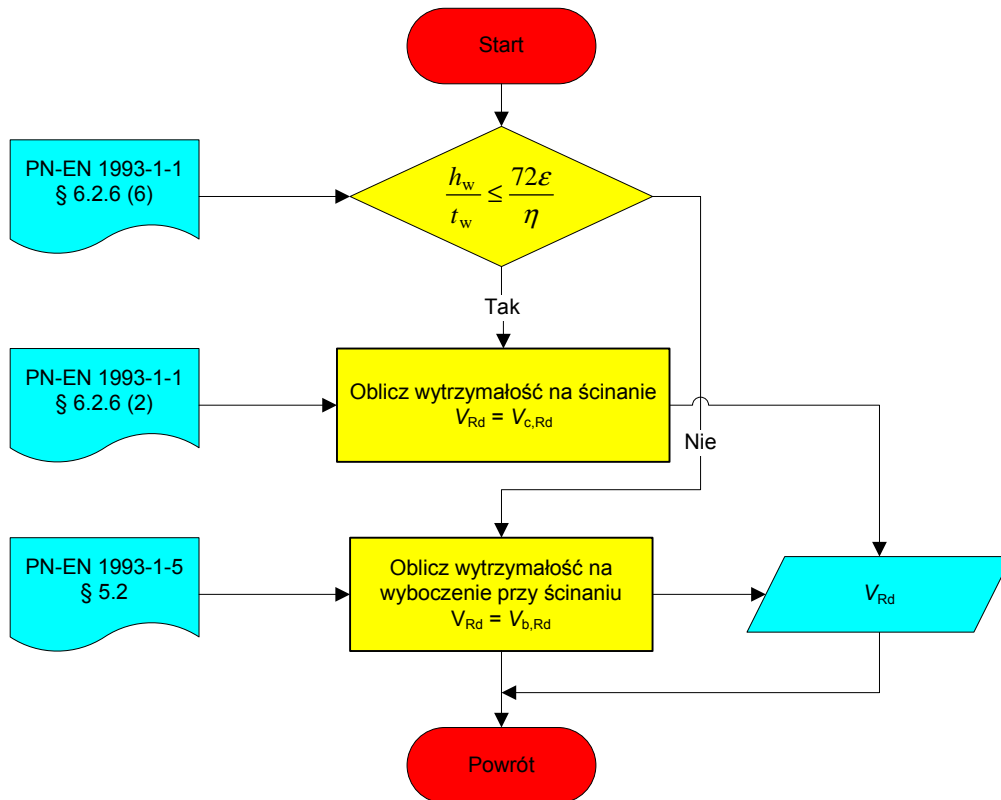 Start
PN-EN 1993-1-1
§ 6.2.6 (6)
h_w / t_w ≤ 72ε / η
Tak
PN-EN 1993-1-1
§ 6.2.6 (2)
Oblicz wytrzymałość na ścinanie
V_Rd = V_c,Rd
Nie
PN-EN 1993-1-5
§ 5.2
Oblicz wytrzymałość na
wyboczenie przy ścinaniu
V_Rd = V_b,Rd
V_Rd
Powrót